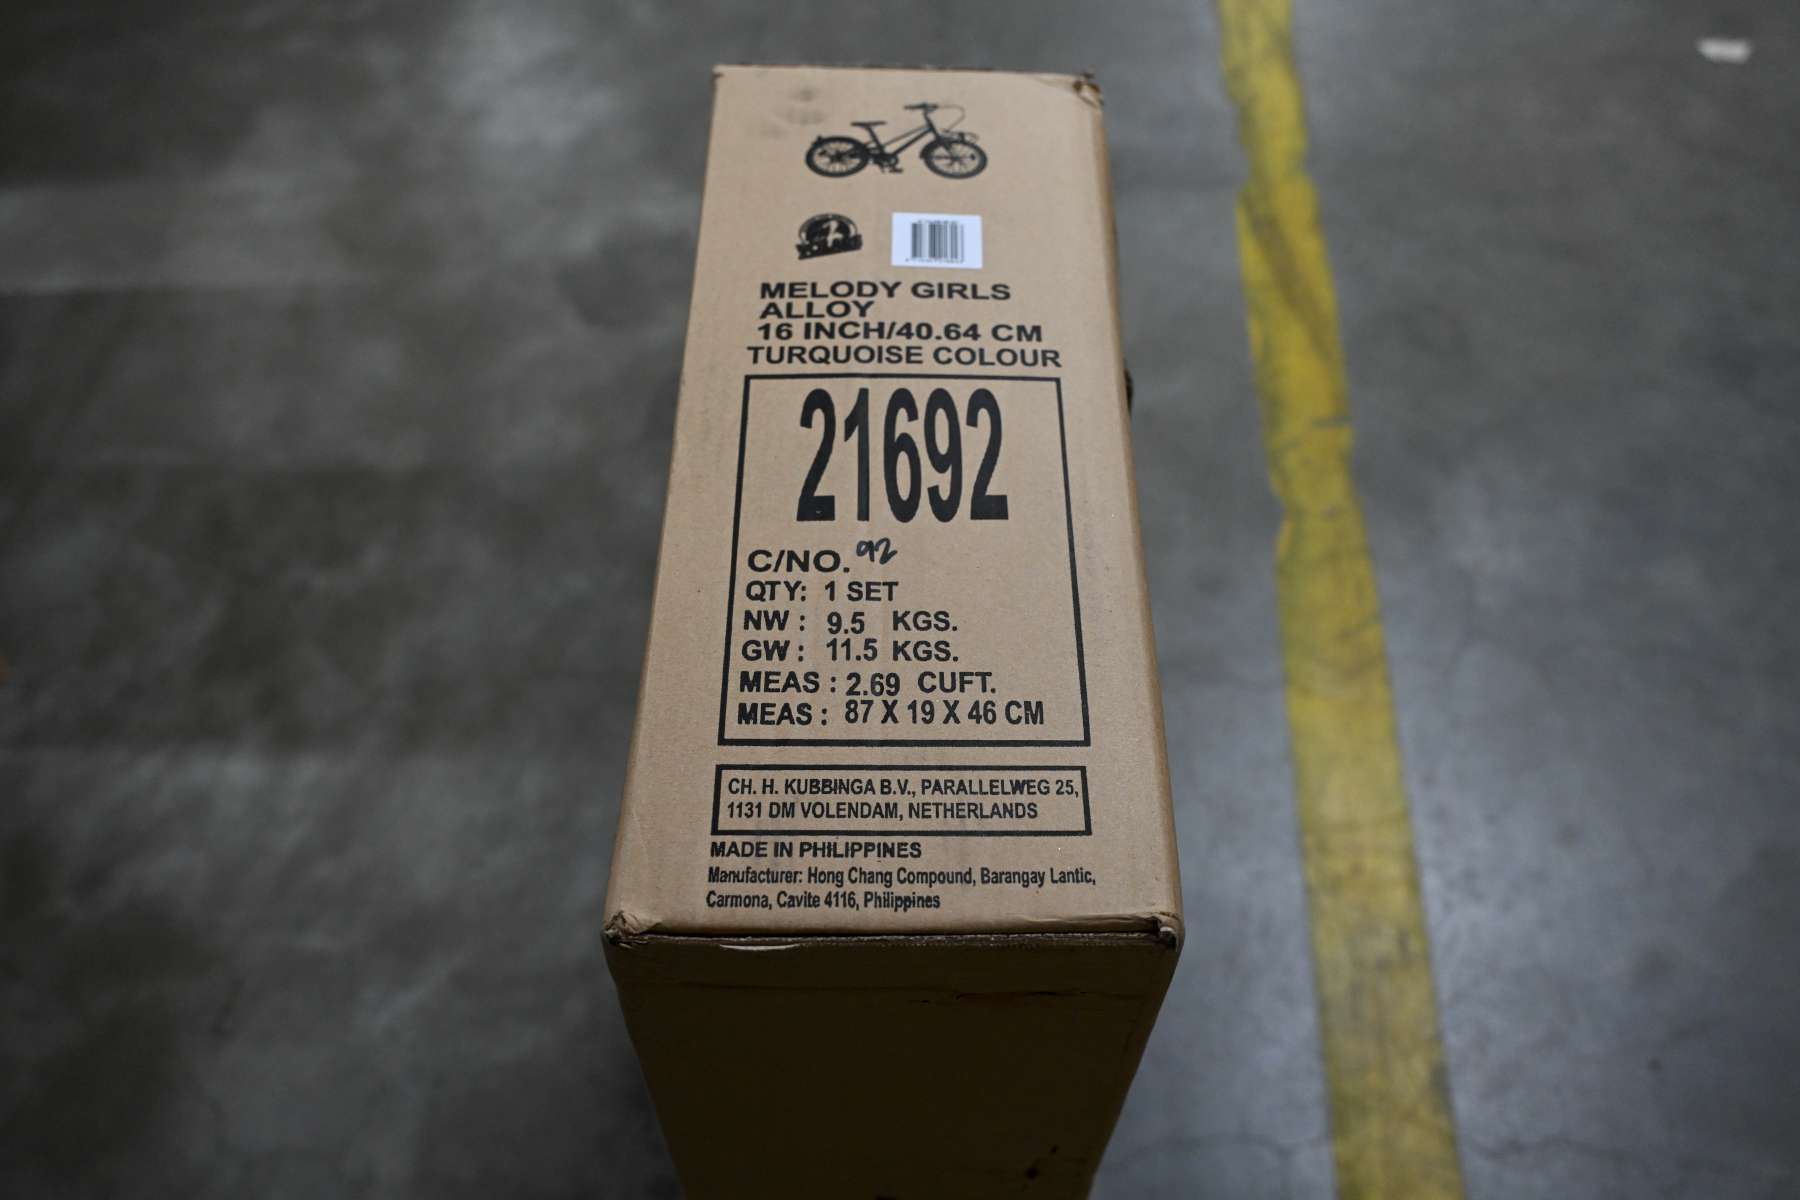 MELODY GIRLS
ALLOY
16 INCH/40.64 CM
TURQUOISE COLOUR
21692
C/NO. 92
QTY: 1 SET
NW : 9.5 KGS.
GW : 11.5 KGS.
MEAS : 2.69 CUFT.
MEAS : 87 X 19 X 46 CM
CH. H. KUBBINGA B.V., PARALLELWEG 25,
1131 DM VOLENDAM, NETHERLANDS
MADE IN PHILIPPINES
Manufacturer: Hong Chang Compound, Barangay Lantic,
Carmona, Cavite 4116, Philippines